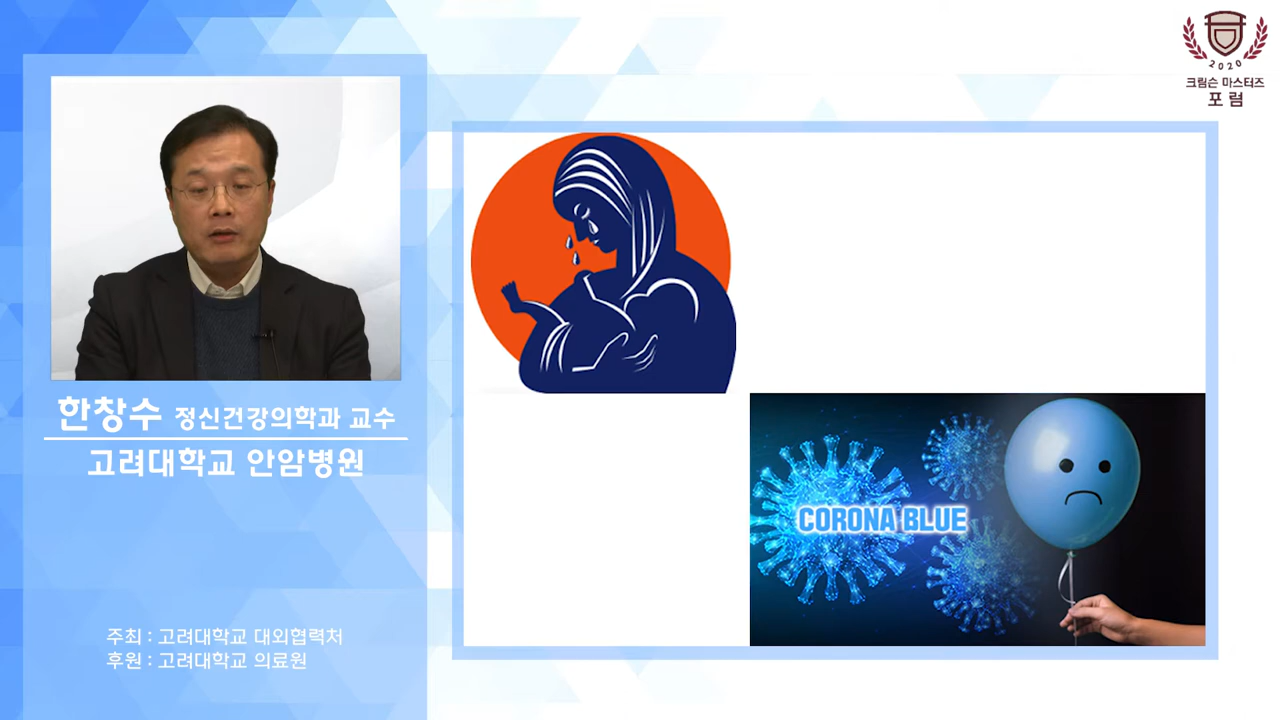 2020
크림슨 마스터즈
포럼
한창수 정신건강의학과 교수
고려대학교 안암병원
CORONA BLUE
주최 : 고려대학교 대외협력처
후원 : 고려대학교 의료원